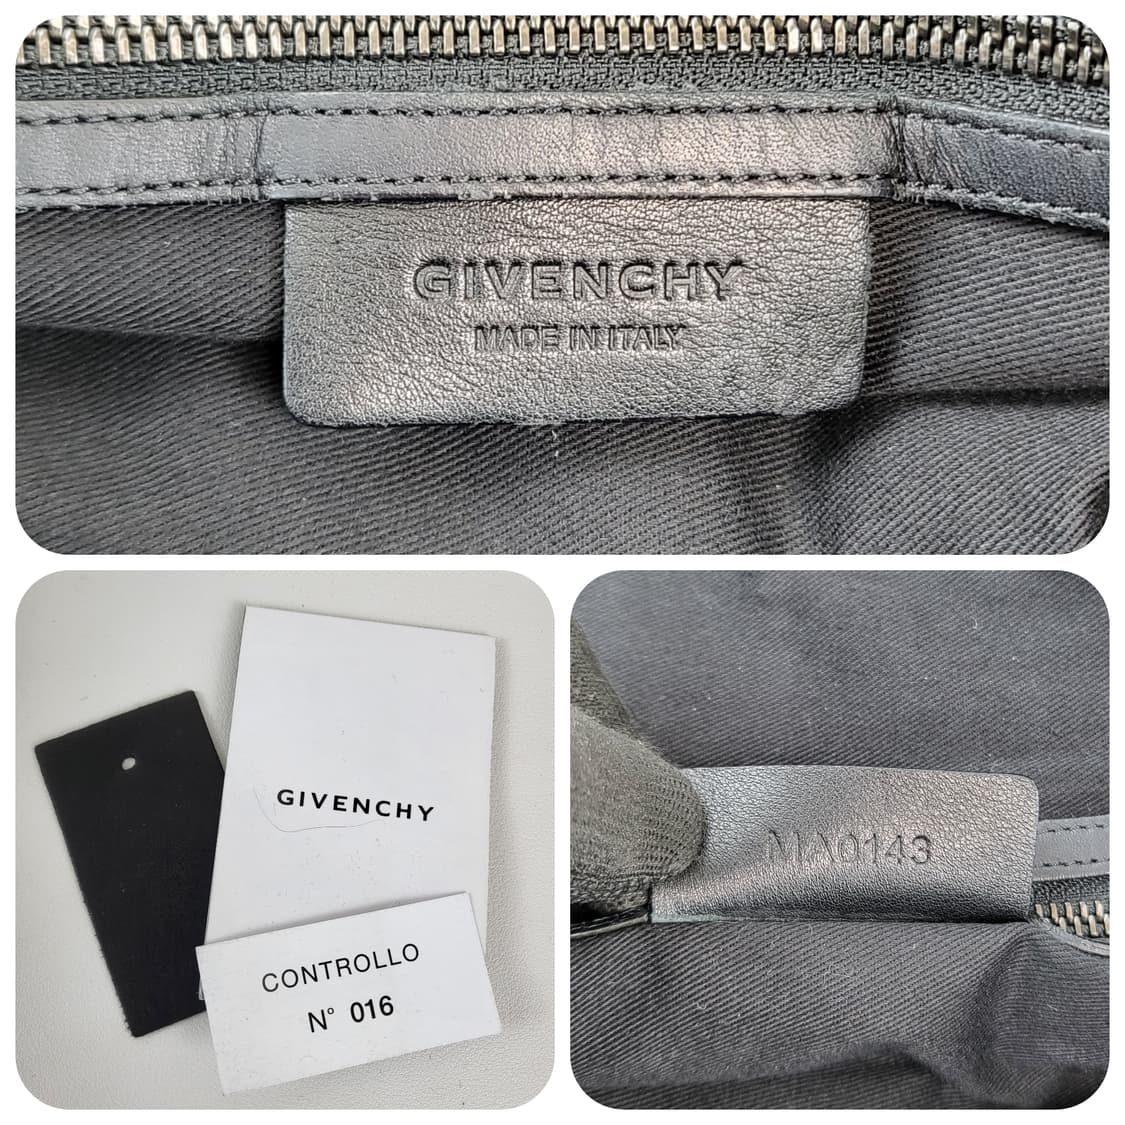 GIVENCHY
MADE IN ITALY
GIVENCHY
CONTROLLO
N° 016
MA0143